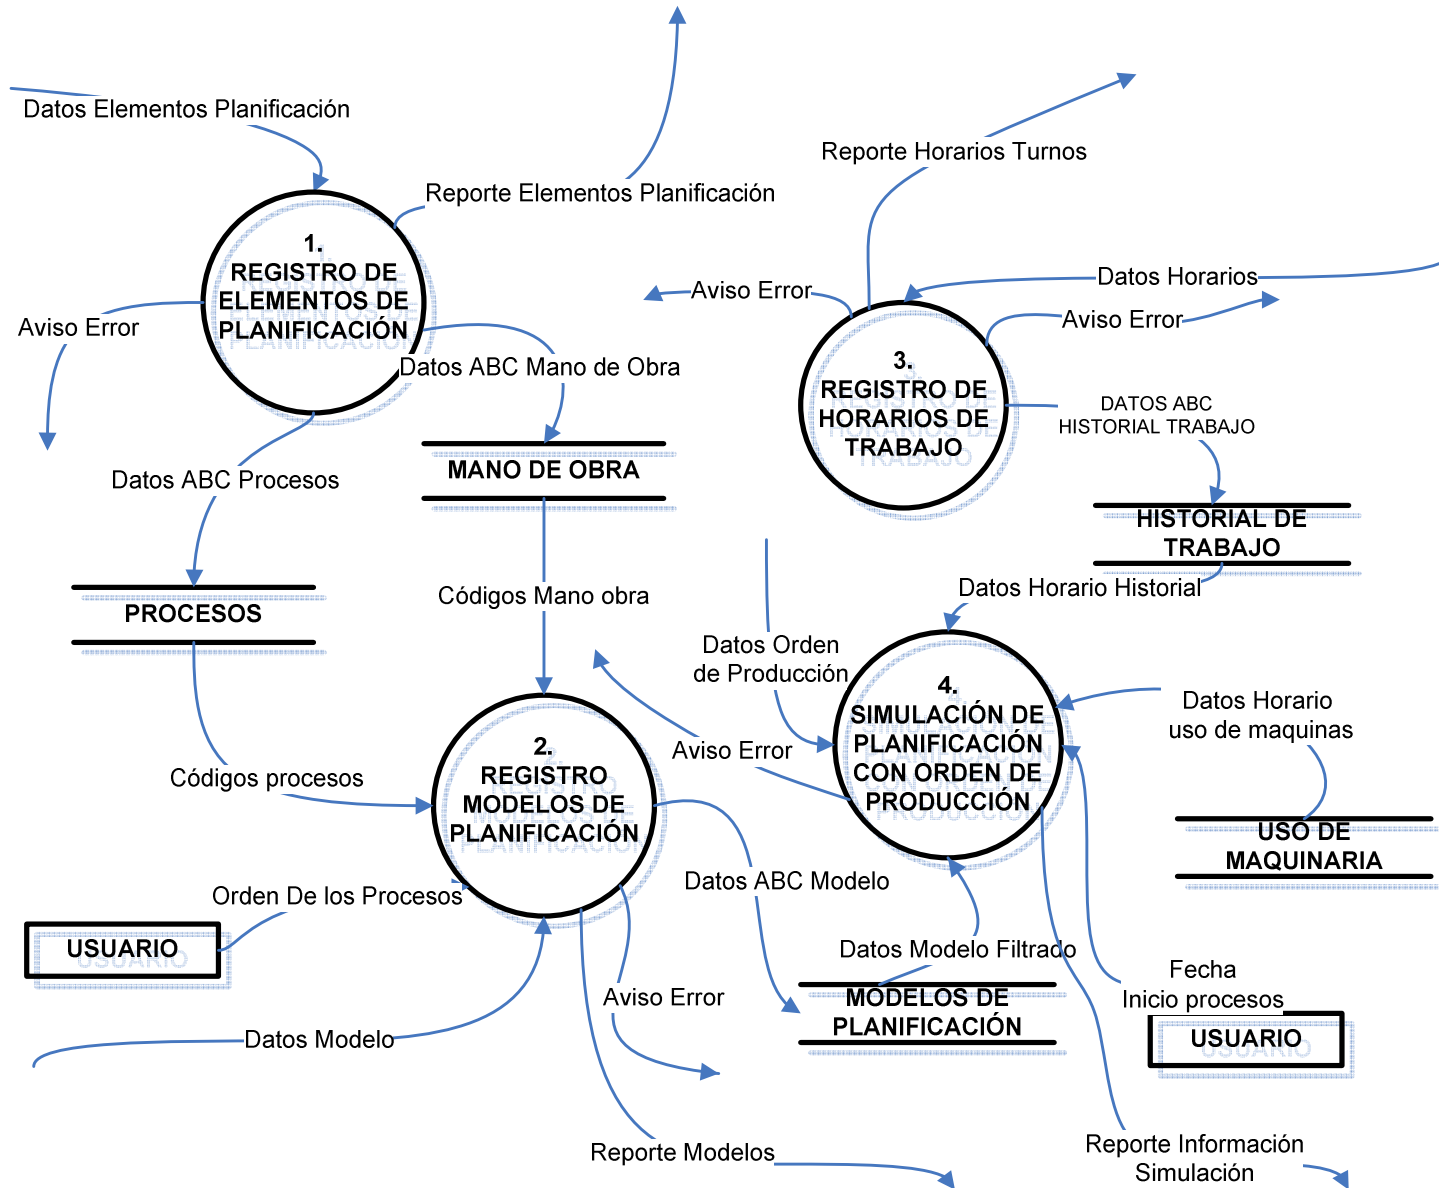 Datos Elementos Planificación
Reporte Elementos Planificación
Reporte Horarios Turnos
1.
REGISTRO DE
ELEMENTOS DE
PLANIFICACIÓN
Aviso Error
Datos ABC Mano de Obra
Aviso Error
Datos Horarios
Aviso Error
3.
REGISTRO DE
HORARIOS DE
TRABAJO
DATOS ABC
HISTORIAL TRABAJO
MANO DE OBRA
Datos ABC Procesos
HISTORIAL DE
TRABAJO
PROCESOS
Códigos Mano obra
Datos Horario Historial
Datos Orden
de Producción
4.
SIMULACIÓN DE
PLANIFICACIÓN
CON ORDEN DE
PRODUCCIÓN
Datos Horario
uso de maquinas
Aviso Error
Códigos procesos
2.
REGISTRO
MODELOS DE
PLANIFICACIÓN
USO DE
MAQUINARIA
Orden De los Procesos
Datos ABC Modelo
USUARIO
Datos Modelo Filtrado
Fecha
Inicio procesos
Aviso Error
MODELOS DE
PLANIFICACIÓN
USUARIO
Datos Modelo
Reporte Modelos
Reporte Información
Simulación